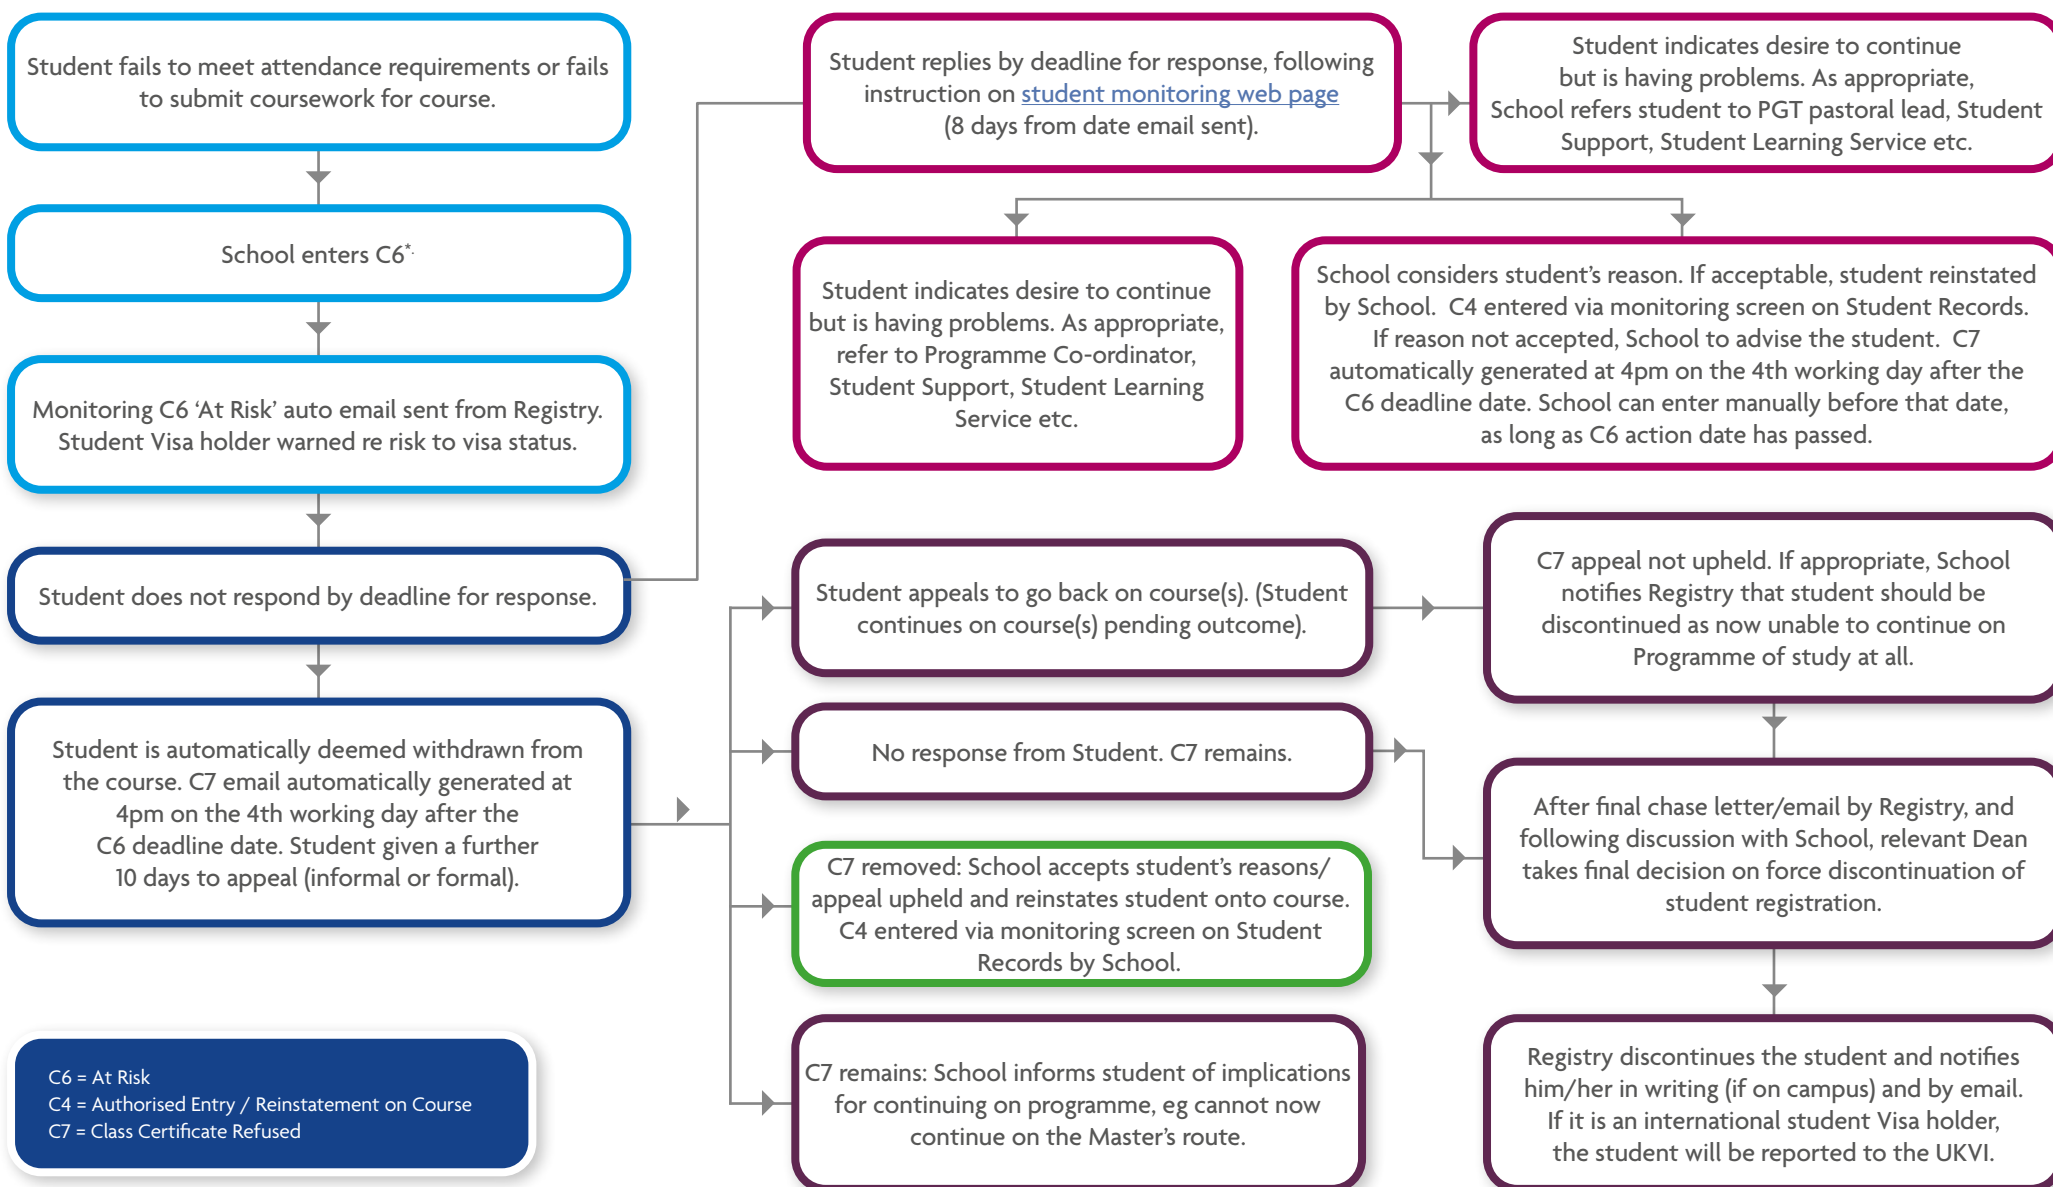 Student fails to meet attendance requirements or fails
to submit coursework for course.
School enters C6*.
Monitoring C6 ‘At Risk’ auto email sent from Registry.
Student Visa holder warned re risk to visa status.
Student does not respond by deadline for response.
Student is automatically deemed withdrawn from
the course. C7 email automatically generated at
4pm on the 4th working day after the
C6 deadline date. Student given a further
10 days to appeal (informal or formal).
C6 = At Risk
C4 = Authorised Entry / Reinstatement on Course
C7 = Class Certificate Refused
Student replies by deadline for response, following
instruction on student monitoring web page
(8 days from date email sent).
Student indicates desire to continue
but is having problems. As appropriate,
School refers student to PGT pastoral lead, Student
Support, Student Learning Service etc.
Student indicates desire to continue
but is having problems. As appropriate,
refer to Programme Co-ordinator,
Student Support, Student Learning
Service etc.
School considers student’s reason. If acceptable, student reinstated
by School. C4 entered via monitoring screen on Student Records.
If reason not accepted, School to advise the student. C7
automatically generated at 4pm on the 4th working day after the
C6 deadline date. School can enter manually before that date,
as long as C6 action date has passed.
Student appeals to go back on course(s). (Student
continues on course(s) pending outcome).
No response from Student. C7 remains.
C7 removed: School accepts student’s reasons/
appeal upheld and reinstates student onto course.
C4 entered via monitoring screen on Student
Records by School.
C7 remains: School informs student of implications
for continuing on programme, eg cannot now
continue on the Master’s route.
C7 appeal not upheld. If appropriate, School
notifies Registry that student should be
discontinued as now unable to continue on
Programme of study at all.
After final chase letter/email by Registry, and
following discussion with School, relevant Dean
takes final decision on force discontinuation of
student registration.
Registry discontinues the student and notifies
him/her in writing (if on campus) and by email.
If it is an international student Visa holder,
the student will be reported to the UKVI.